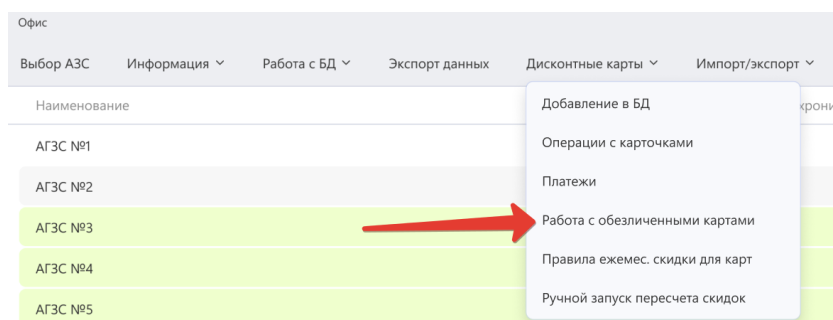 Офис
Выбор АЗС Информация Работа с БД Экспорт данных Дисконтные карты Импорт/экспорт
Наименование
Добавление в БД
АГЗС №1
Операции с карточками
АГЗС №2
Платежи
АГЗС №3
Работа с обезличенными картами
АГЗС №4
Правила ежемес. скидки для карт
АГЗС №5
Ручной запуск пересчета скидок